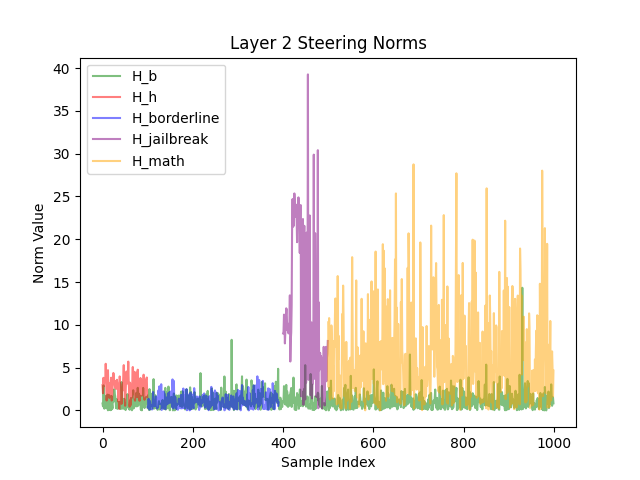 Layer 2 Steering Norms
H_b
H_h
H_borderline
H_jailbreak
H_math
Norm Value
40
35
30
25
20
15
10
5
0
0 200 400 600 800 1000
Sample Index